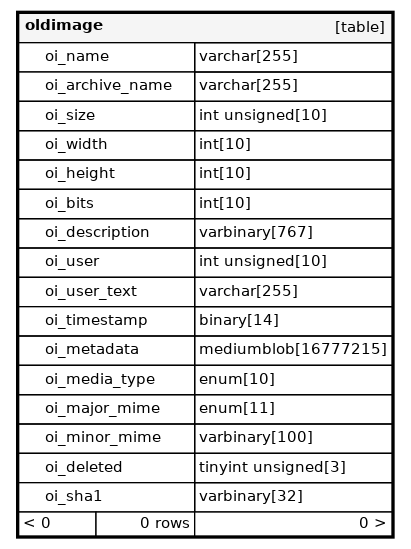 oldimage [table]
oi_name varchar[255]
oi_archive_name varchar[255]
oi_size int unsigned[10]
oi_width int[10]
oi_height int[10]
oi_bits int[10]
oi_description varbinary[767]
oi_user int unsigned[10]
oi_user_text varchar[255]
oi_timestamp binary[14]
oi_metadata mediumblob[16777215]
oi_media_type enum[10]
oi_major_mime enum[11]
oi_minor_mime varbinary[100]
oi_deleted tinyint unsigned[3]
oi_sha1 varbinary[32]
< 0 0 rows 0 >